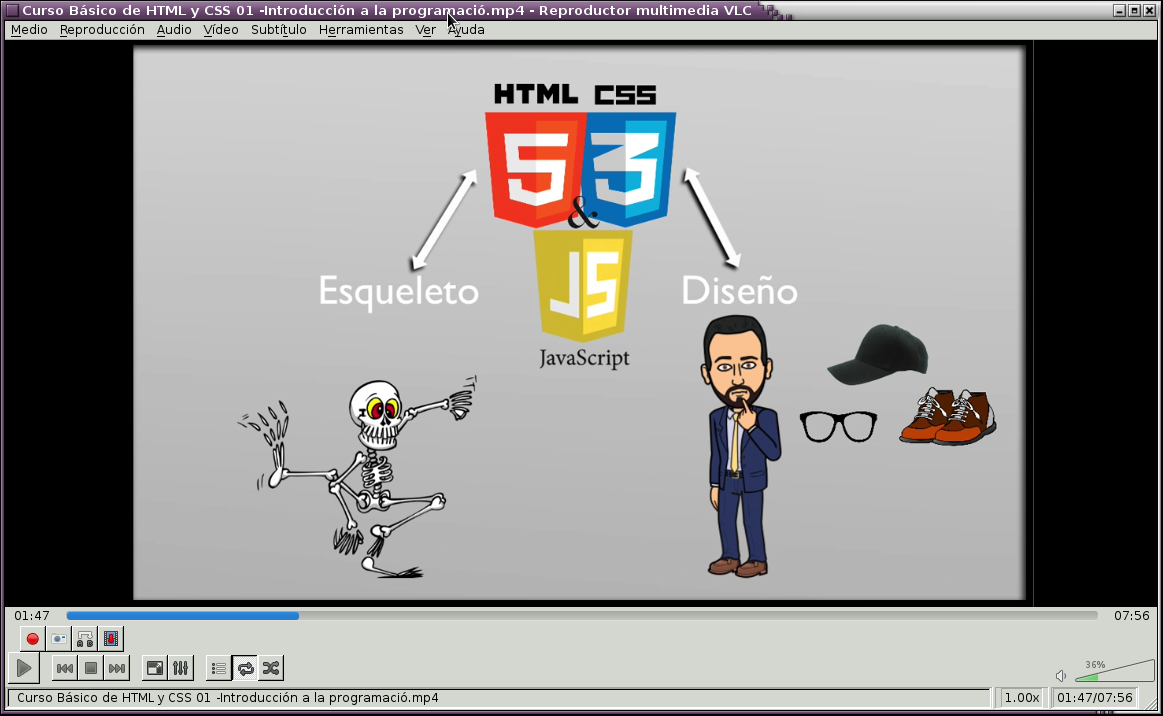 Curso Básico de HTML y CSS 01 -Introducción a la programació.mp4 - Reproductor multimedia VLC
Medio Reproducción Audio Vídeo Subtítulo Herramientas Ver Ayuda
HTML CSS
5 3
&
JS
Esqueleto Diseño
JavaScript
01:47 07:56
A B
36%
Curso Básico de HTML y CSS 01 -Introducción a la programació.mp4 1.00x 01:47/07:56